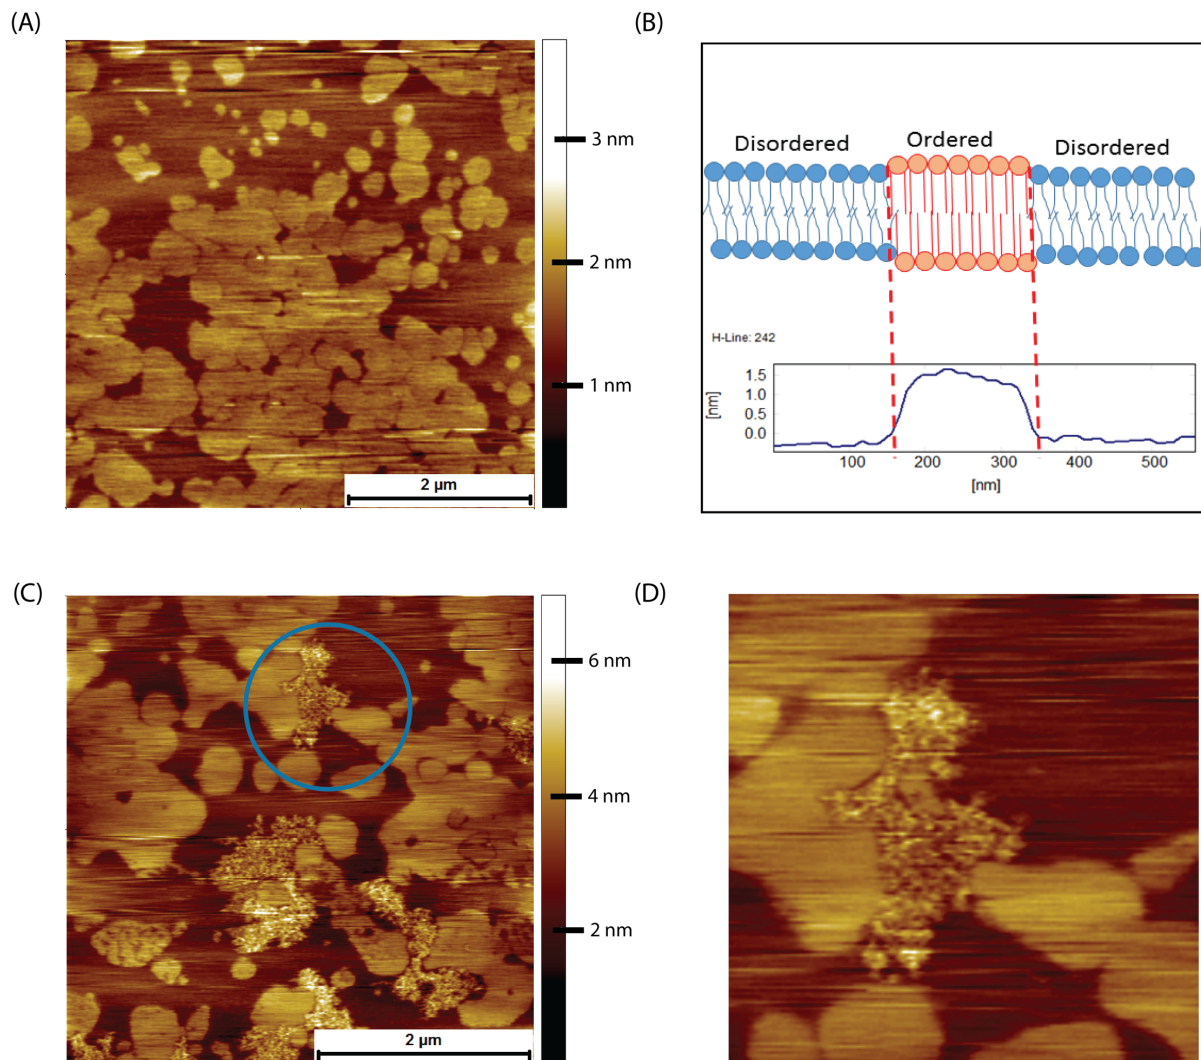 (A)
3 nm
2 nm
1 nm
2 µm
(B)
Disordered
Ordered
Disordered
H-Line: 242
[nm]
1.5
1.0
0.5
0.0
100 200 300 400 500
[nm]
(C)
6 nm
4 nm
2 nm
2 µm
(D)